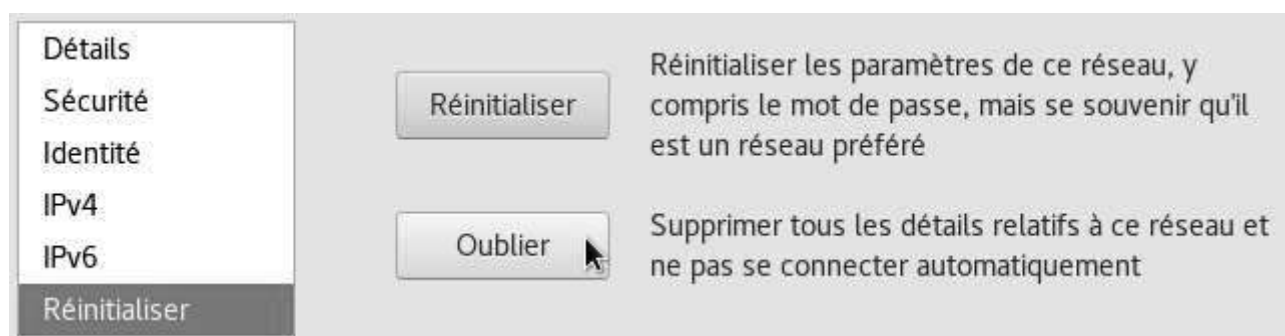 Détails
Sécurité
Identité
IPv4
IPv6
Réinitialiser
Réinitialiser
Réinitialiser les paramètres de ce réseau, y
compris le mot de passe, mais se souvenir qu'il
est un réseau préféré
Oublier
Supprimer tous les détails relatifs à ce réseau et
ne pas se connecter automatiquement